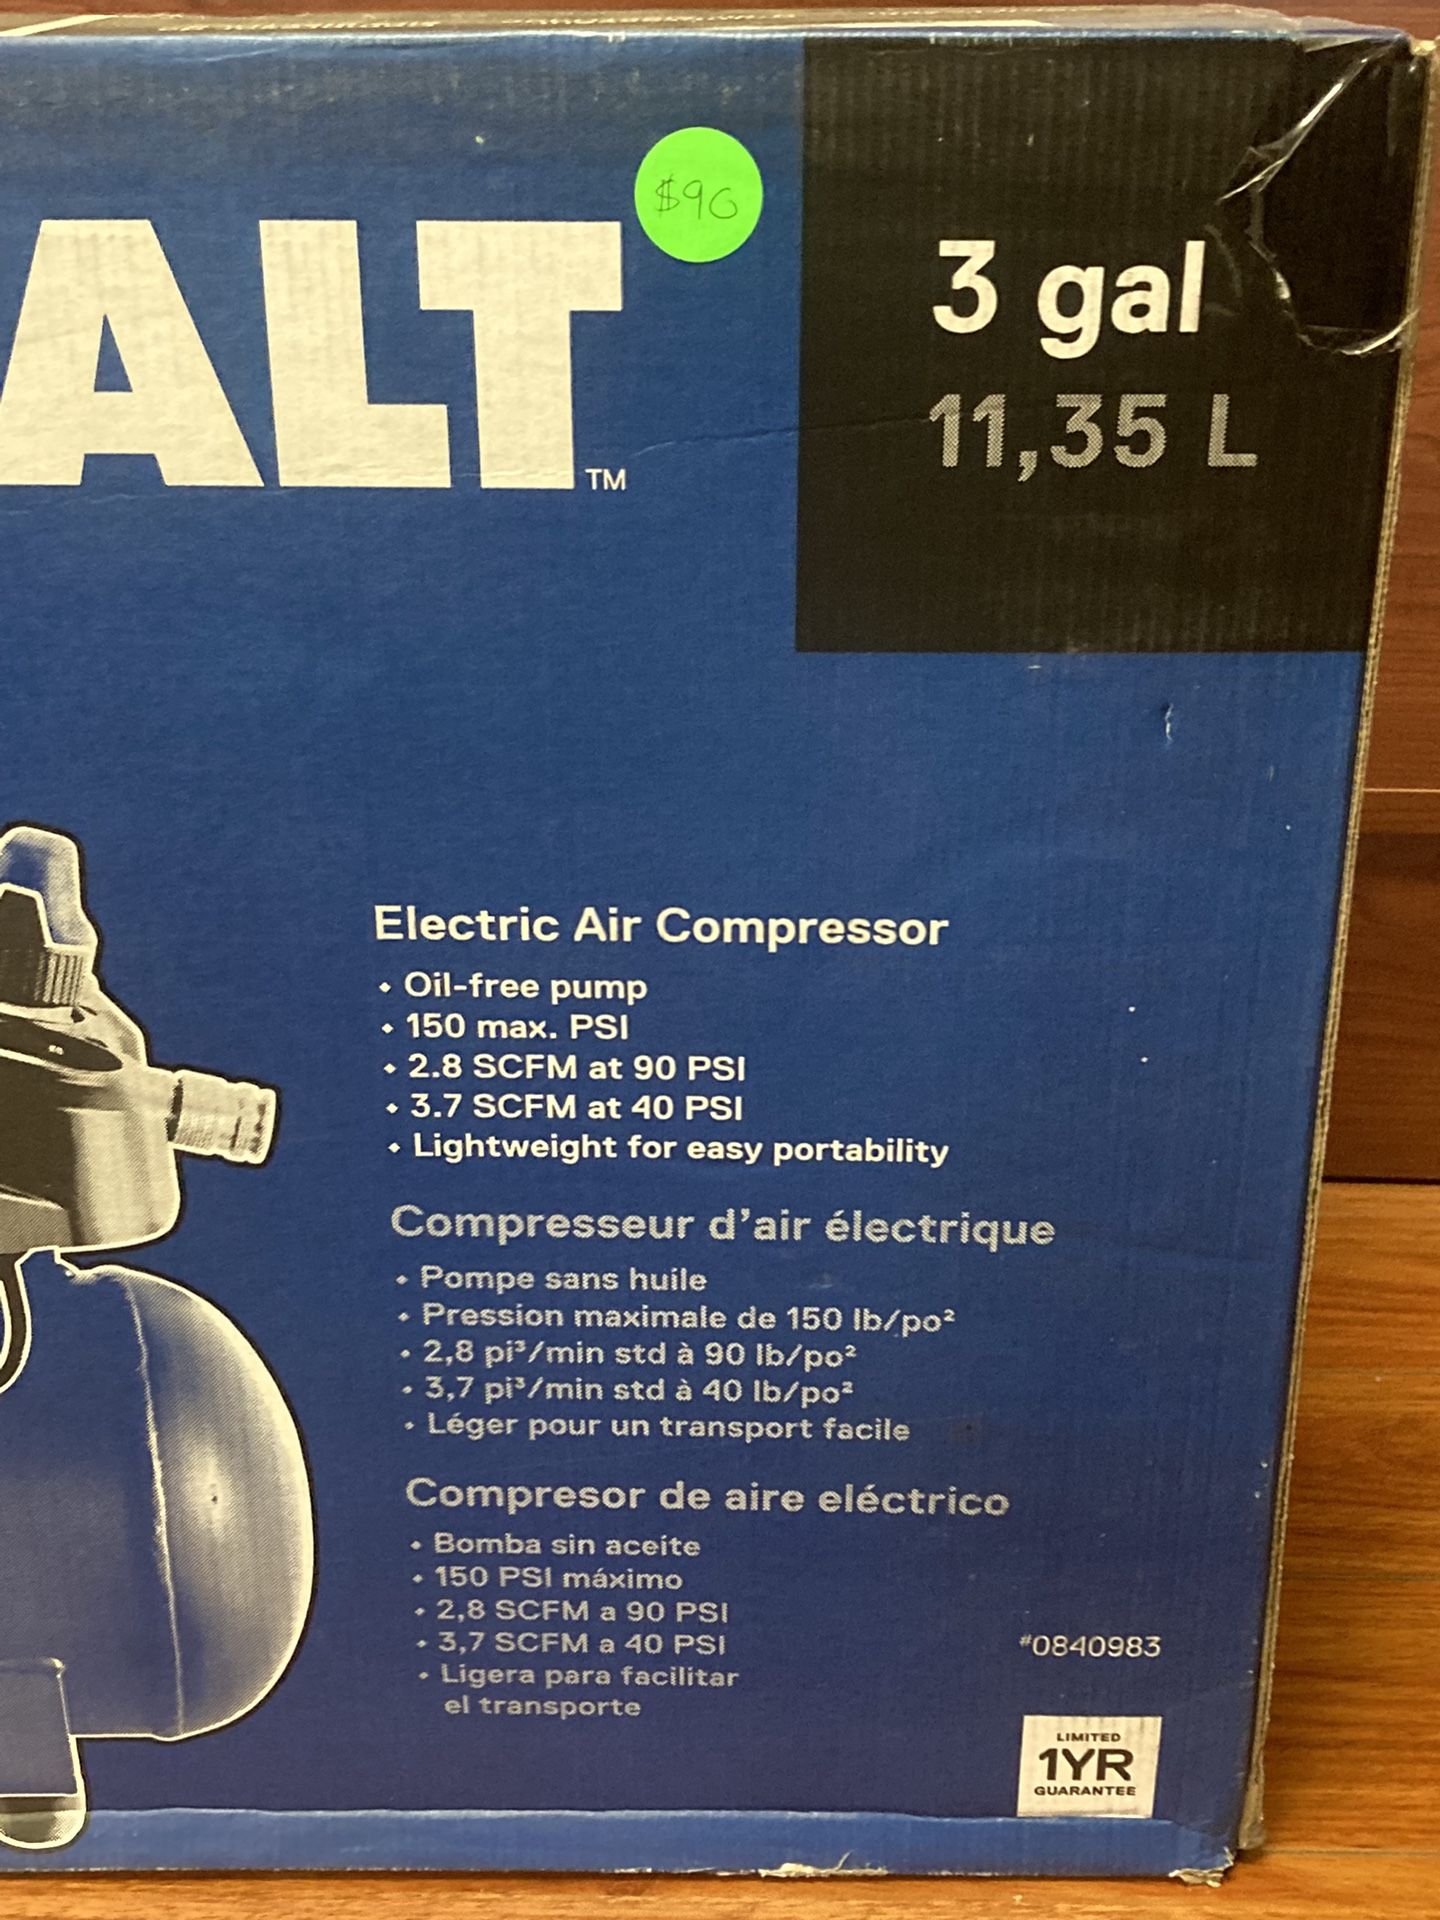 $90
ALT
TM
3 gal
11,35 L
Electric Air Compressor
• Oil-free pump
• 150 max. PSI
• 2.8 SCFM at 90 PSI
• 3.7 SCFM at 40 PSI
• Lightweight for easy portability
Compresseur d'air électrique
• Pompe sans huile
• Pression maximale de 150 lb/po²
• 2,8 pi³/min std à 90 lb/po²
• 3,7 pi³/min std à 40 lb/po²
• Léger pour un transport facile
Compresor de aire eléctrico
• Bomba sin aceite
• 150 PSI máximo
• 2,8 SCFM a 90 PSI
• 3,7 SCFM a 40 PSI
• Ligera para facilitar
el transporte
#0840983
LIMITED
1YR
GUARANTEE